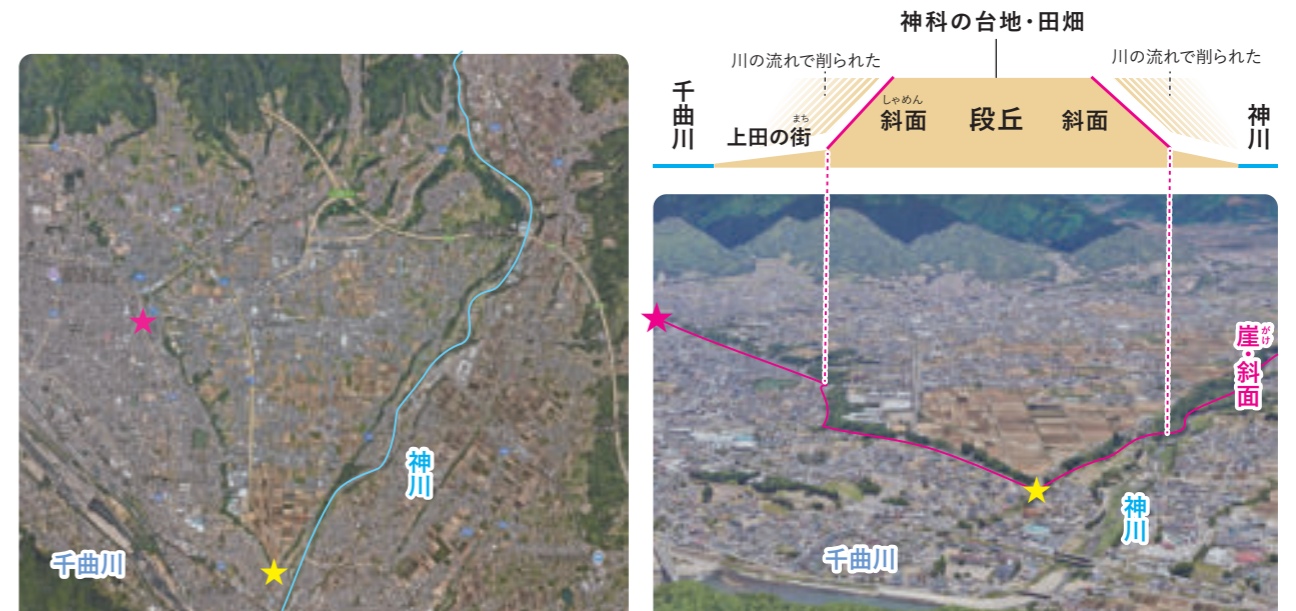 神科の台地・田畑
川の流れで削られた
川の流れで削られた
千曲川
上田の街
まち
斜面
しゃめん
段丘
斜面
神川
神川
千曲川
崖・斜面
がけ
神川
千曲川